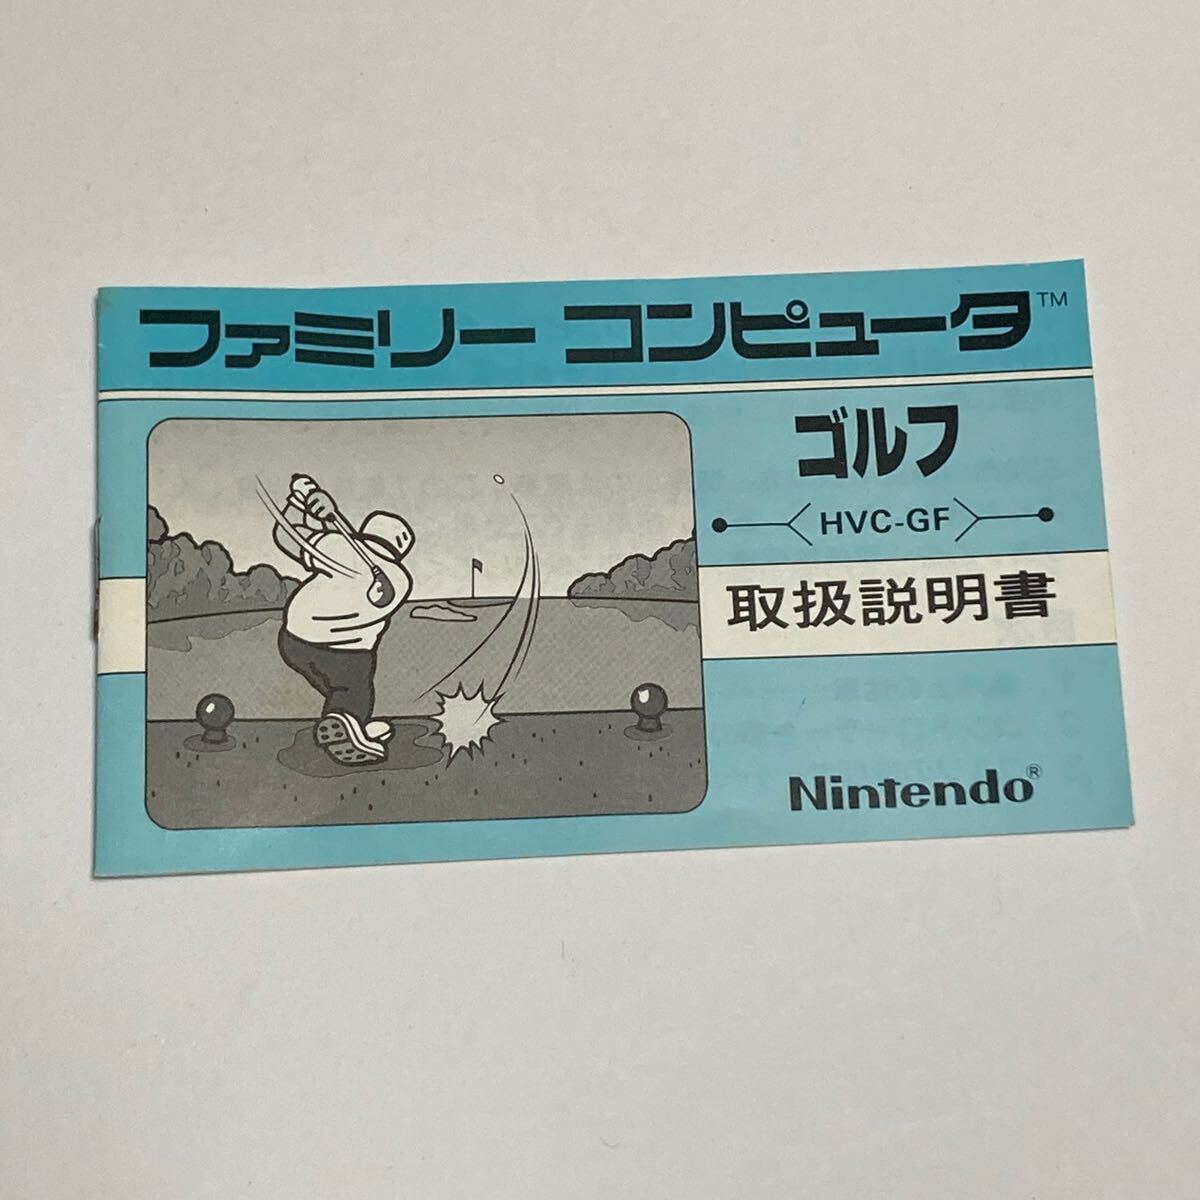 ファミリー コンピュータ™
ゴルフ
HVC-GF
取扱説明書
Nintendo®